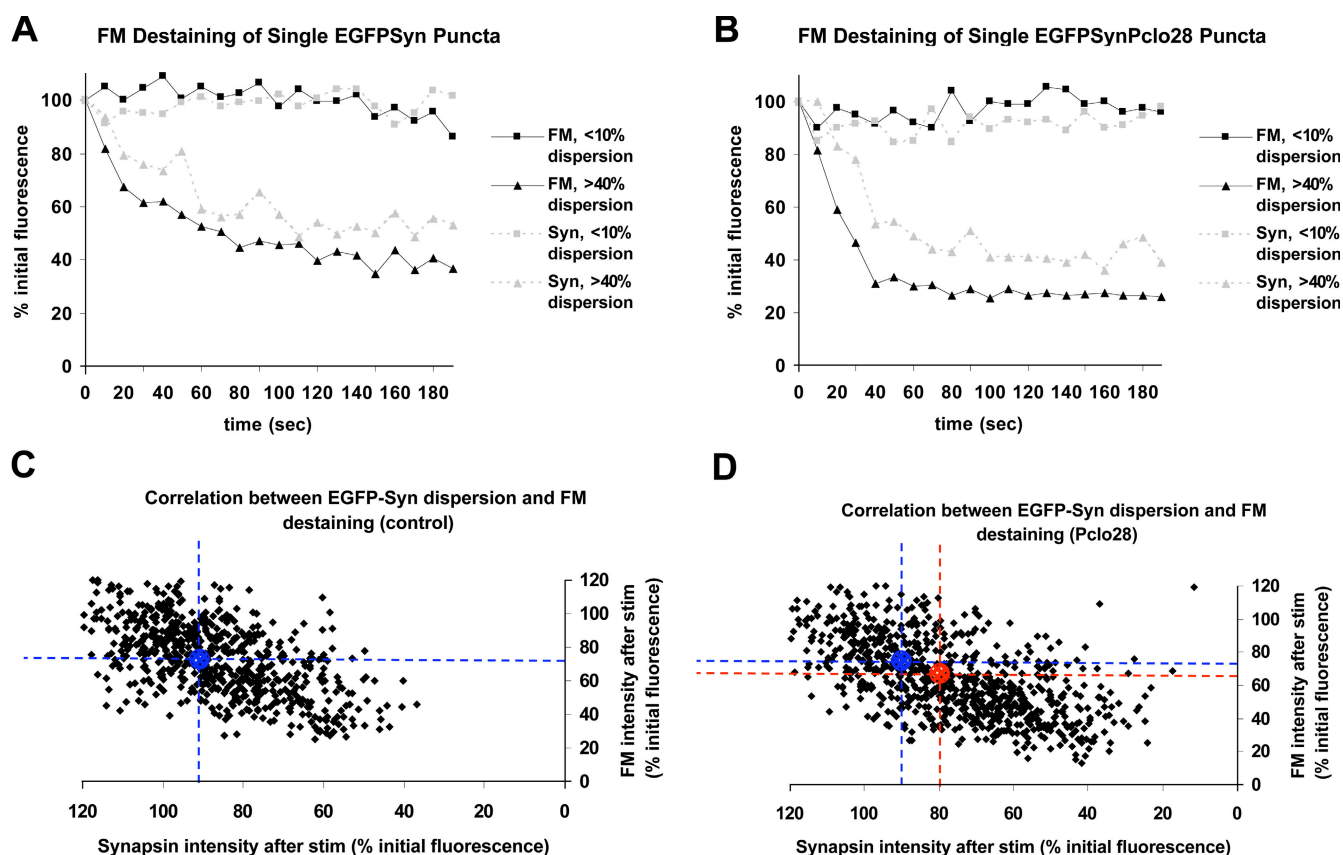 A
FM Destaining of Single EGFPSyn Puncta
% initial fluorescence
100
80
60
40
20
0
0 20 40 60 80 100 120 140 160 180
time (sec)
FM, <10%
dispersion
FM, >40%
dispersion
Syn, <10%
dispersion
Syn, >40%
dispersion
B
FM Destaining of Single EGFPSynPclo28 Puncta
% initial fluorescence
100
80
60
40
20
0
0 20 40 60 80 100 120 140 160 180
time (sec)
FM, <10%
dispersion
FM, >40%
dispersion
Syn, <10%
dispersion
Syn, >40%
dispersion
C
Correlation between EGFP-Syn dispersion and FM
destaining (control)
120
100
80
60
40
20
0
FM intensity after stim
(% initial fluorescence)
120 100 80 60 40 20 0
Synapsin intensity after stim (% initial fluorescence)
D
Correlation between EGFP-Syn dispersion and FM
destaining (Pclo28)
120
100
80
60
40
20
0
FM intensity after stim
(% initial fluorescence)
120 100 80 60 40 20 0
Synapsin intensity after stim (% initial fluorescence)